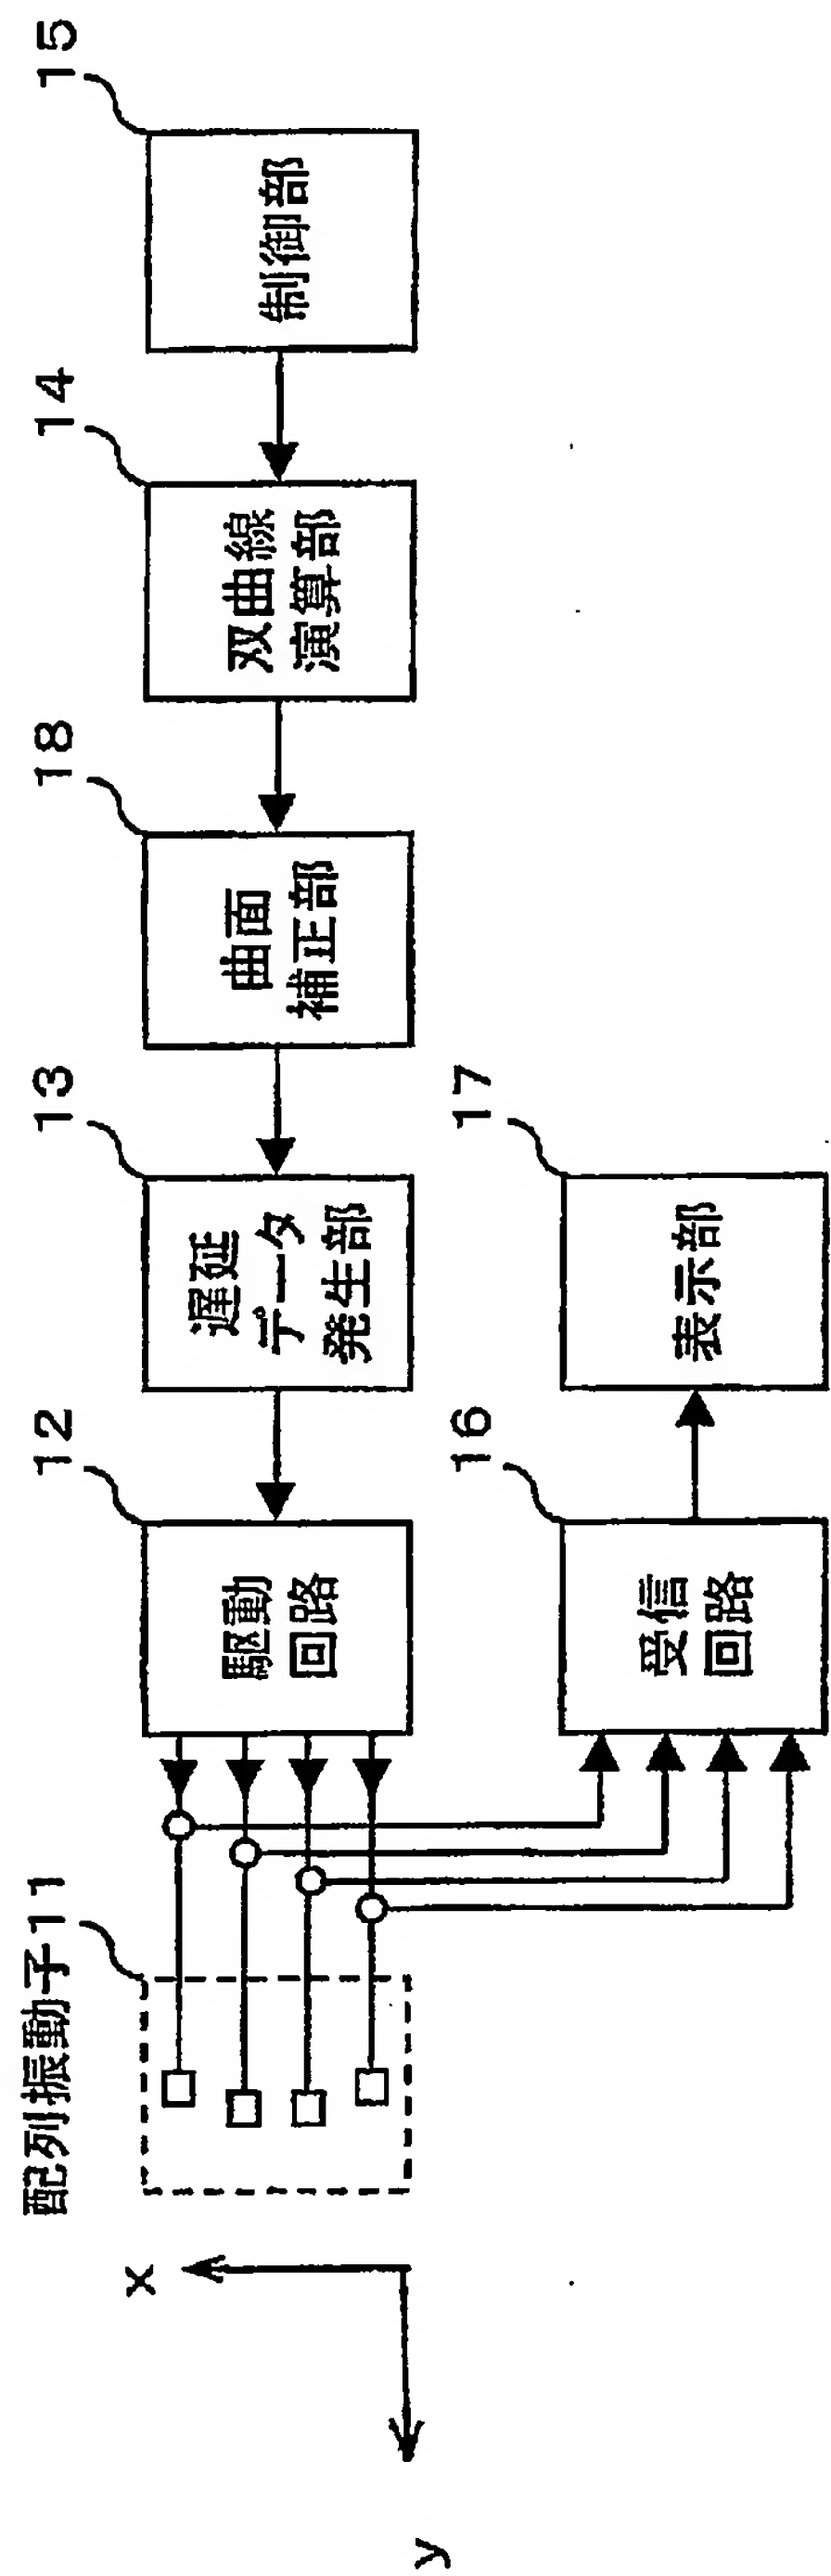 配列振動子11
12
13
18
14
15
駆動
回路
遅延
データ
発生部
曲面
補正部
双曲線
演算部
制御部
x
y
16
17
受信
回路
表示部